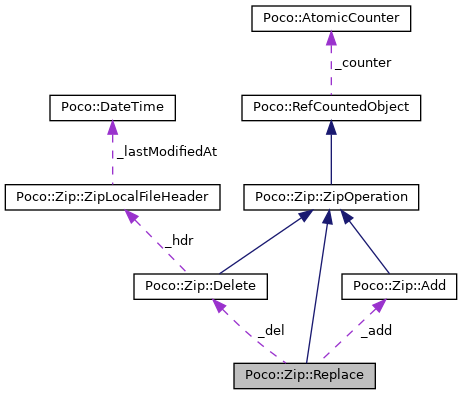 Poco::AtomicCounter
_counter
Poco::DateTime
Poco::RefCountedObject
_lastModifiedAt
Poco::Zip::ZipLocalFileHeader
Poco::Zip::ZipOperation
_hdr
Poco::Zip::Delete
Poco::Zip::Add
_del
_add
Poco::Zip::Replace